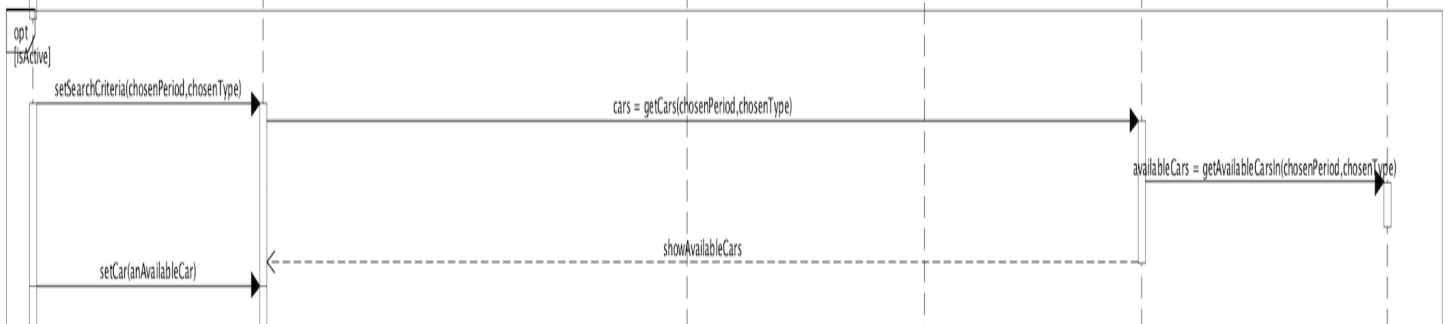 opt
[isActive]
setSearchCriteria(chosenPeriod,chosenType)
cars = getCars(chosenPeriod,chosenType)
availableCars = getAvailableCarsIn(chosenPeriod,chosenType)
showAvailableCars
setCar(anAvailableCar)